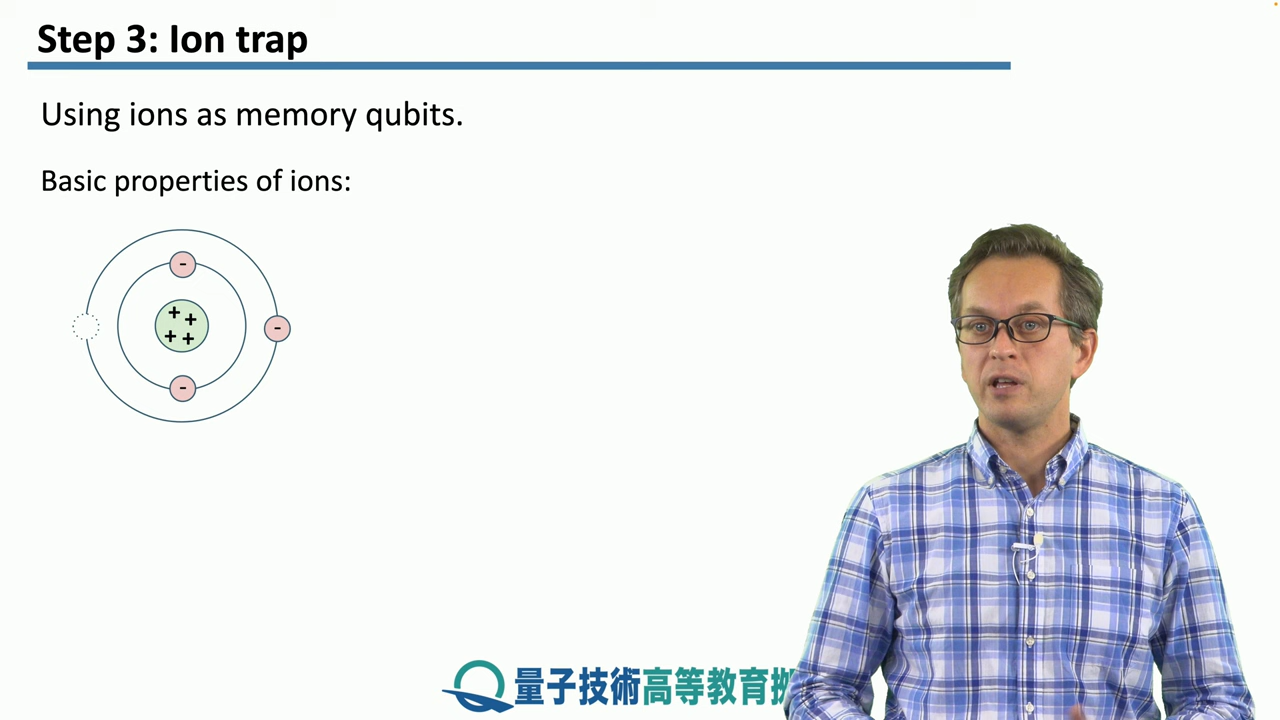 Step 3: Ion trap
Using ions as memory qubits.
Basic properties of ions:
-
+ +
+ +
-
-
量子技術高等教育拠